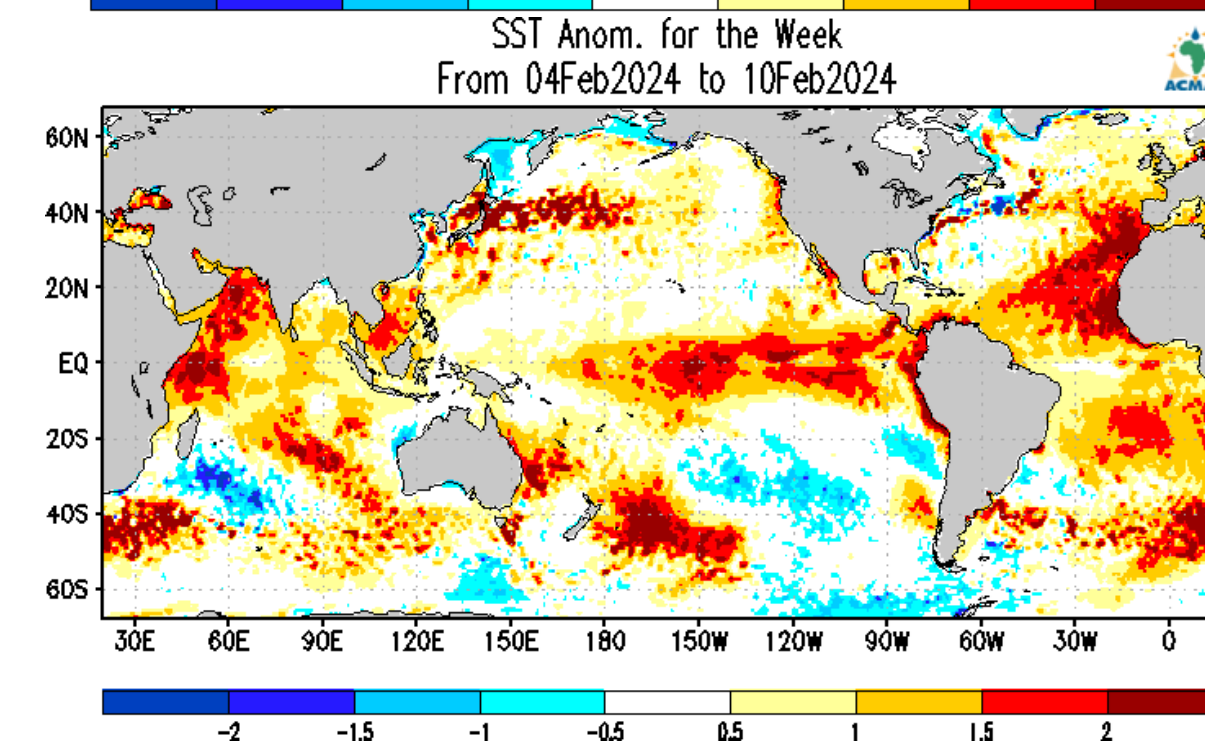 SST Anom. for the Week
From 04Feb2024 to 10Feb2024
60N
40N
20N
EQ
20S
40S
60S
30E 60E 90E 120E 150E 180 150W 120W 90W 60W 30W 0
-2 -1.5 -1 -0.5 0.5 1 1.5 2